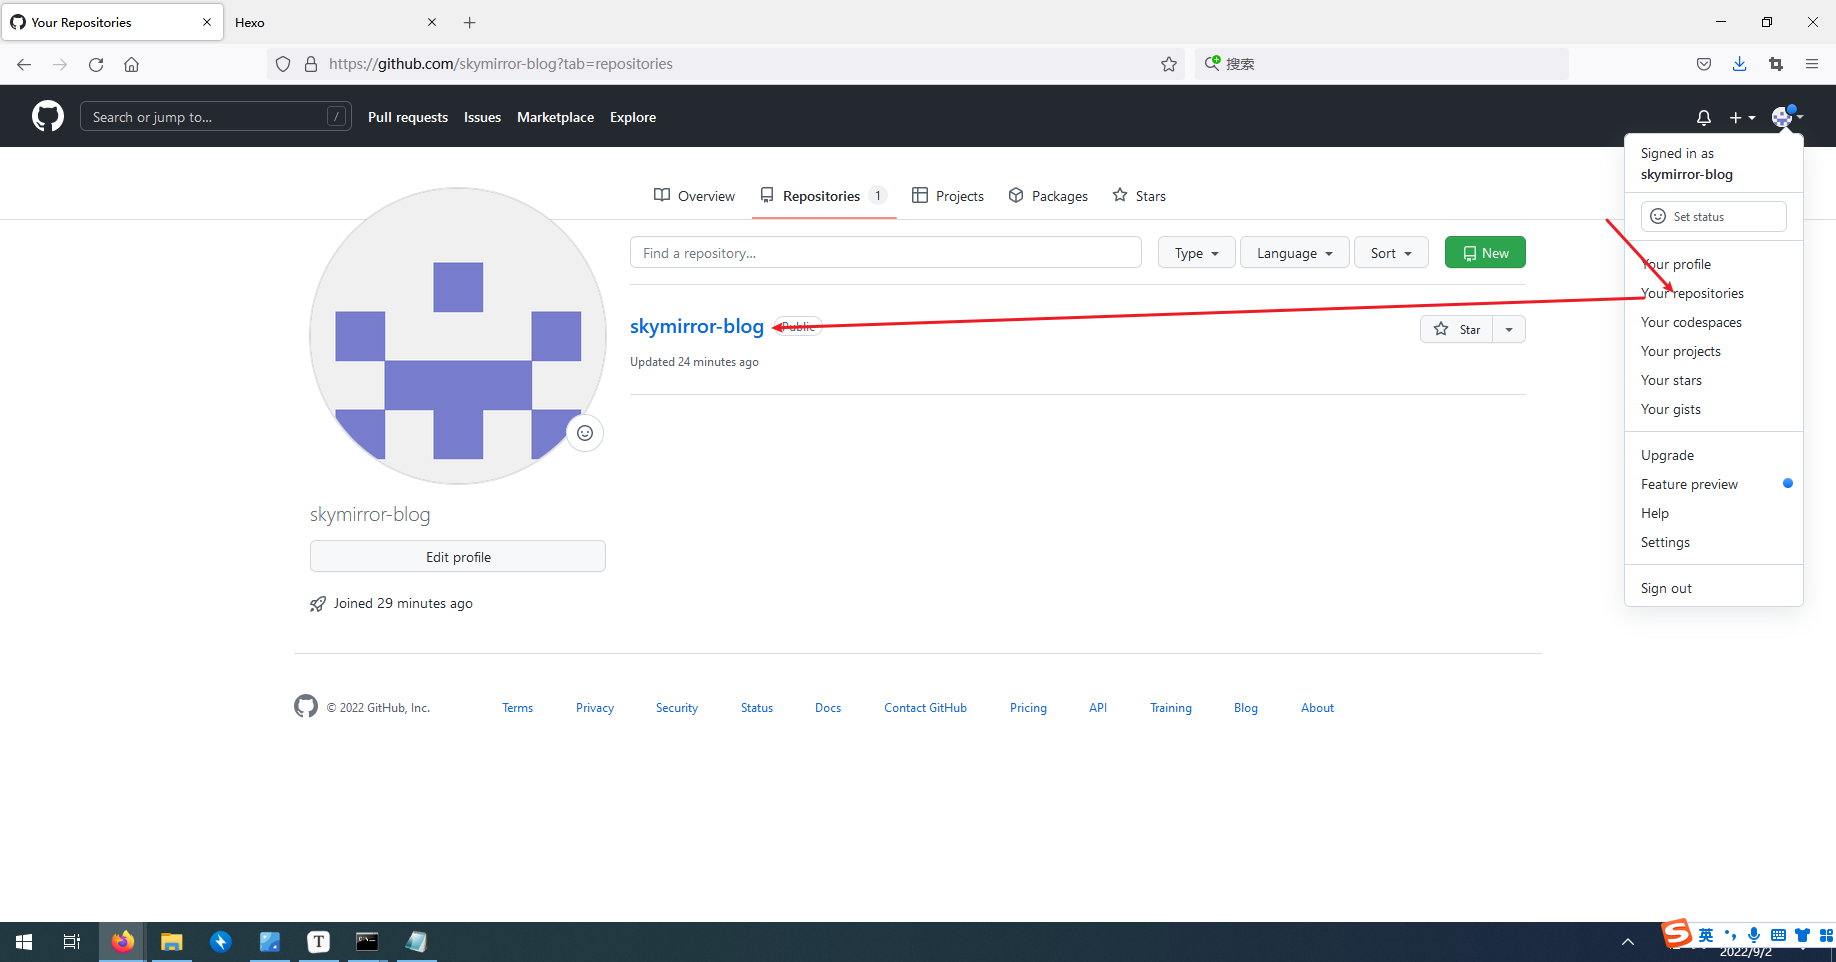 Your Repositories
Hexo
https://github.com/skymirror-blog?tab=repositories
搜索
Search or jump to...
/
Pull requests
Issues
Marketplace
Explore
Signed in as
skymirror-blog
Set status
Your profile
Your repositories
Your codespaces
Your projects
Your stars
Your gists
Upgrade
Feature preview
Help
Settings
Sign out
Overview
Repositories 1
Projects
Packages
Stars
Find a repository...
Type
Language
Sort
New
skymirror-blog
Public
Star
Updated 24 minutes ago
skymirror-blog
Edit profile
Joined 29 minutes ago
© 2022 GitHub, Inc.
Terms
Privacy
Security
Status
Docs
Contact GitHub
Pricing
API
Training
Blog
About
T
S
英
2022/9/2